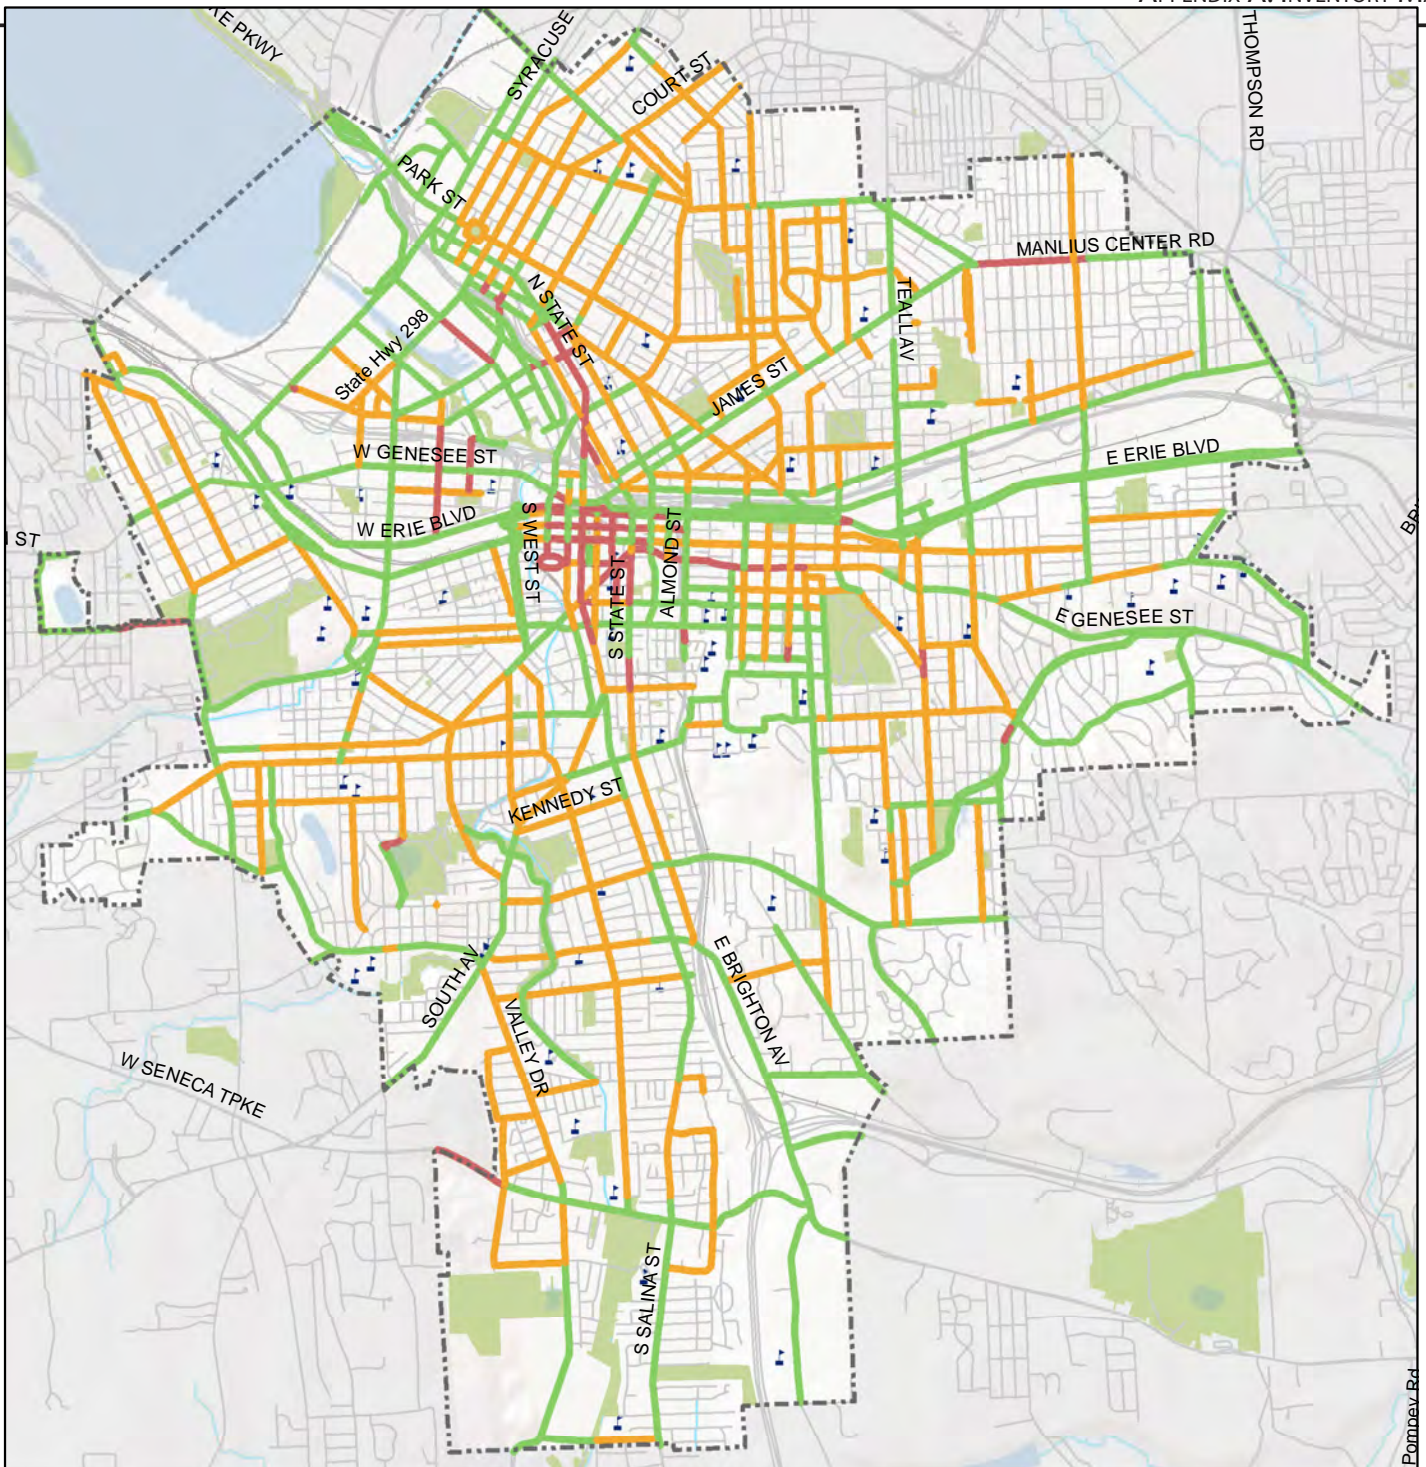 THOMPSON RD
SYRACUSE
COURT ST
PARK ST
MANLIUS CENTER RD
N STATE ST
TEALL AV
State Hwy 298
JAMES ST
W GENESEE ST
E ERIE BLVD
W ERIE BLVD
S WEST ST
ALMOND ST
S STATE ST
E GENESEE ST
KENNEDY ST
SOUTH AV
E BRIGHTON AV
VALLEY DR
W SENECA TPKE
S SALINA ST
Pompey Rd